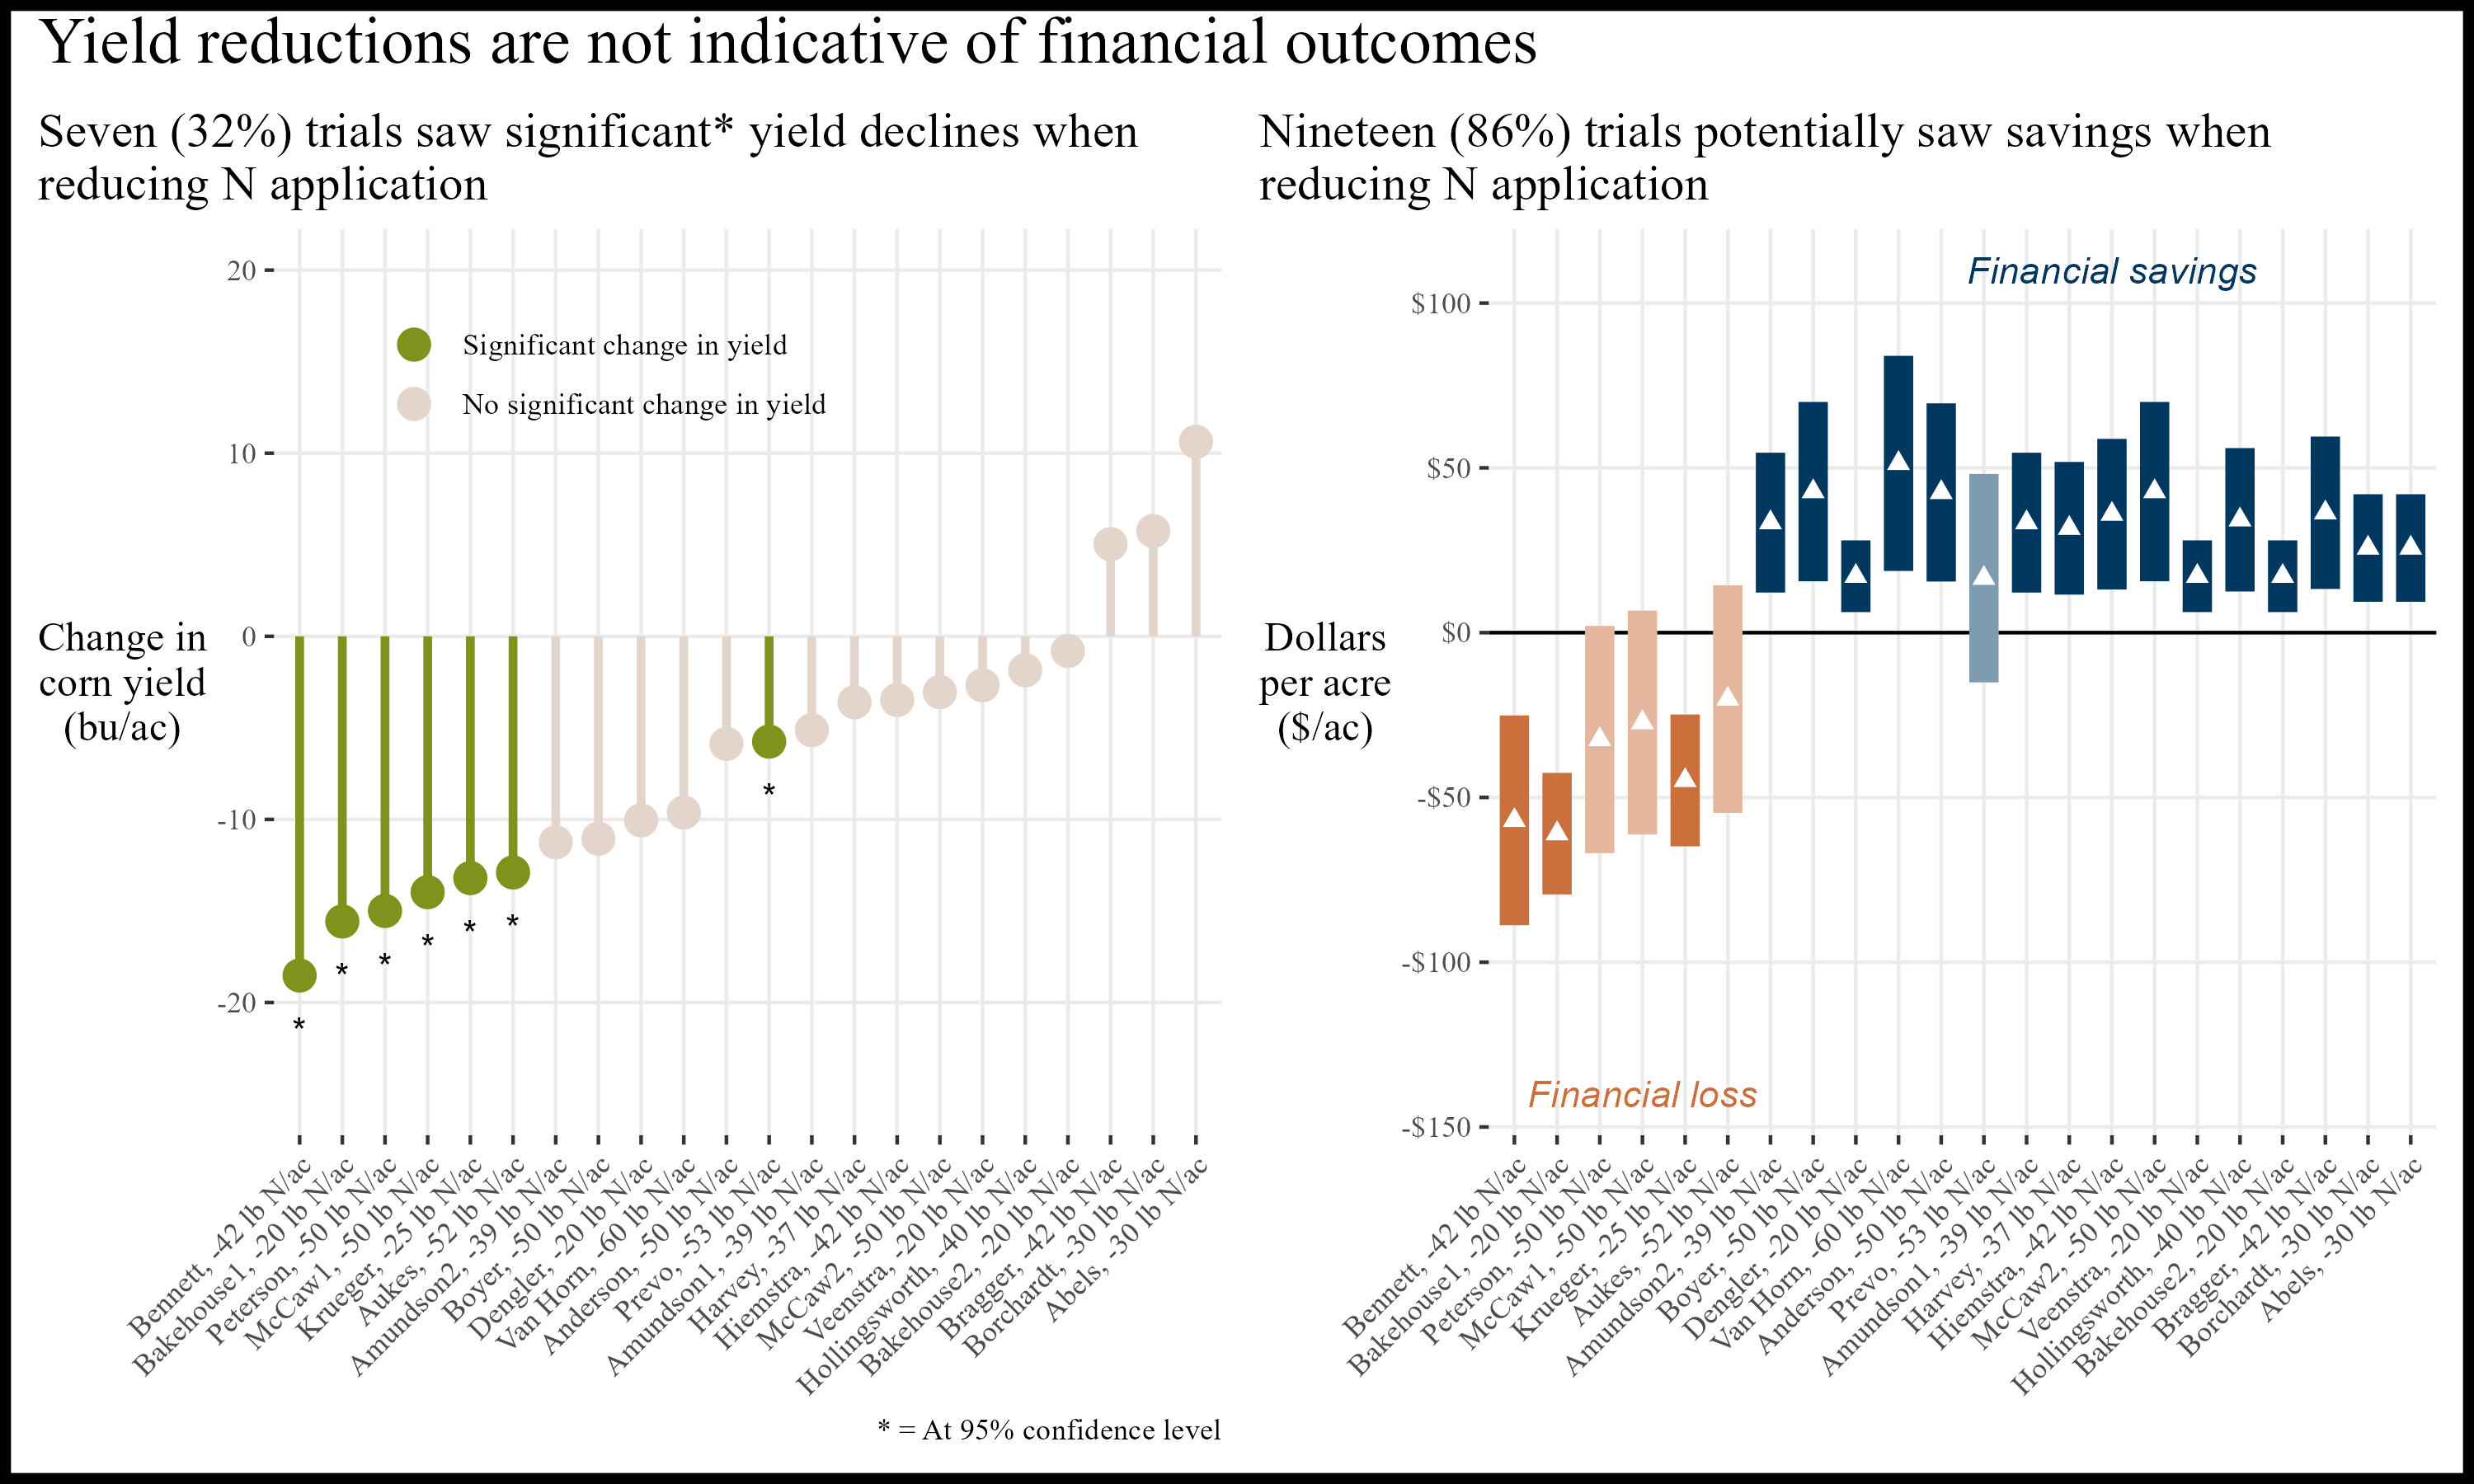 Yield reductions are not indicative of financial outcomes
Seven (32%) trials saw significant* yield declines when
reducing N application
20
10
0
-10
-20
Change in
corn yield
(bu/ac)
Significant change in yield
No significant change in yield
*
*
*
*
*
*
*
Bennett, -42 lb N/ac
Bakehouse1, -20 lb N/ac
Peterson, -50 lb N/ac
McCaw1, -50 lb N/ac
Krueger, -25 lb N/ac
Aukes, -52 lb N/ac
Amundson2, -39 lb N/ac
Boyer, -50 lb N/ac
Dengler, -20 lb N/ac
Van Horn, -60 lb N/ac
Anderson, -50 lb N/ac
Prevo, -53 lb N/ac
Amundson1, -39 lb N/ac
Harvey, -37 lb N/ac
Hiemstra, -42 lb N/ac
McCaw2, -50 lb N/ac
Veenstra, -20 lb N/ac
Hollingsworth, -40 lb N/ac
Bakehouse2, -20 lb N/ac
Bragger, -42 lb N/ac
Borchardt, -30 lb N/ac
Abels, -30 lb N/ac
* = At 95% confidence level
Nineteen (86%) trials potentially saw savings when
reducing N application
Financial savings
$100
$50
$0
-$50
-$100
-$150
Dollars
per acre
($/ac)
Financial loss
Bennett, -42 lb N/ac
Bakehouse1, -20 lb N/ac
Peterson, -50 lb N/ac
McCaw1, -50 lb N/ac
Krueger, -25 lb N/ac
Aukes, -52 lb N/ac
Amundson2, -39 lb N/ac
Boyer, -50 lb N/ac
Dengler, -20 lb N/ac
Van Horn, -60 lb N/ac
Anderson, -50 lb N/ac
Prevo, -53 lb N/ac
Amundson1, -39 lb N/ac
Harvey, -37 lb N/ac
Hiemstra, -42 lb N/ac
McCaw2, -50 lb N/ac
Veenstra, -20 lb N/ac
Hollingsworth, -40 lb N/ac
Bakehouse2, -20 lb N/ac
Bragger, -42 lb N/ac
Borchardt, -30 lb N/ac
Abels, -30 lb N/ac